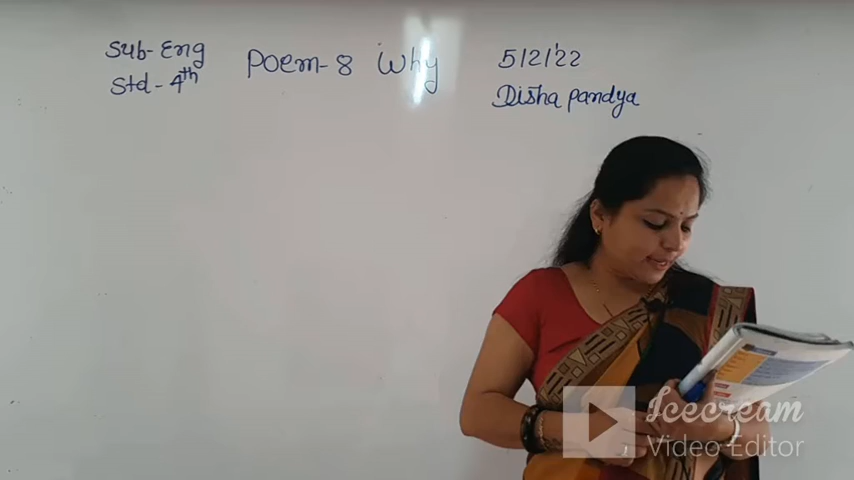 Sub- Eng
Std- 4th
Poem- 8 Why
5/2/22
Disha pandya
Icecream
Video Editor